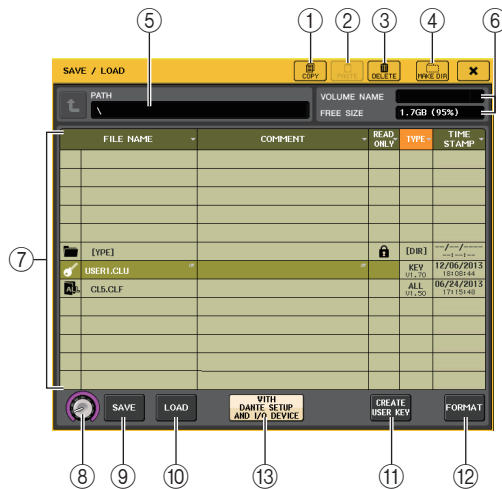 ① ② ③ ④ ⑤ ⑥
SAVE / LOAD
COPY
PASTE
DELETE
MAKE DIR
PATH
\
VOLUME NAME
FREE SIZE
1.7GB (95%)
FILE NAME
COMMENT
READ ONLY
TYPE
TIME STAMP
[YPE]
[DIR]
--/--/----
--:--:--
USER1.CLU
KEY
V1.70
12/06/2013
18:08:44
ALL
CL5.CLF
ALL
V1.50
06/24/2013
17:15:48
⑦
SAVE
LOAD
WITH
DANTE SETUP
AND I/O DEVICE
CREATE
USER KEY
FORMAT
⑧ ⑨ ⑩ ⑬ ⑪ ⑫